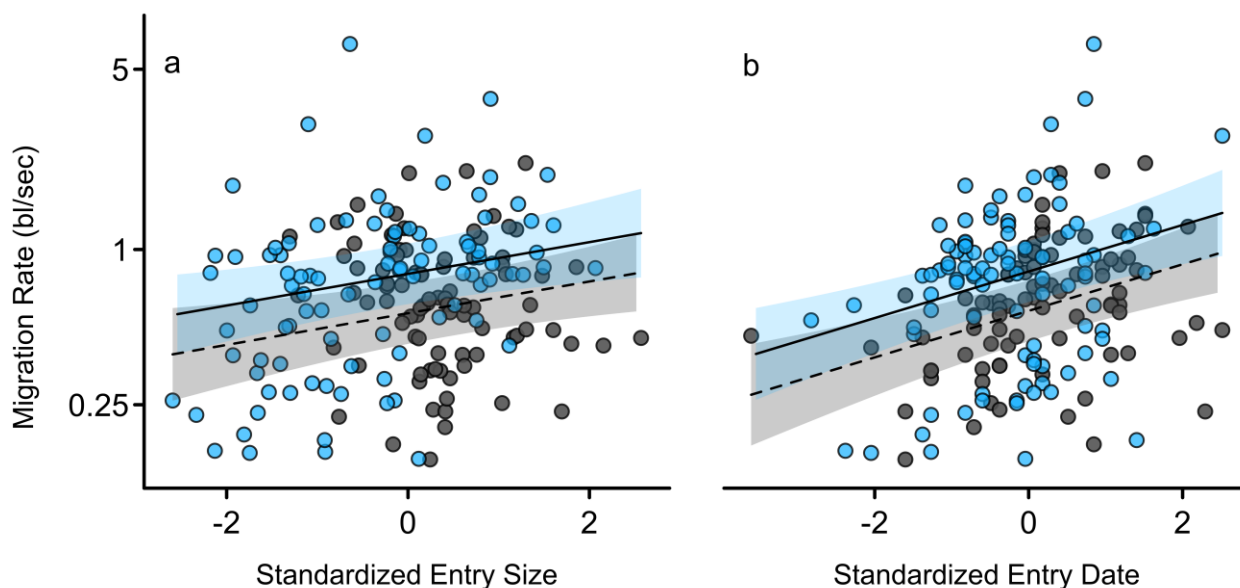 a
b
5
1
0.25
Migration Rate (bl/sec)
-2
0
2
-2
0
2
Standardized Entry Size
Standardized Entry Date